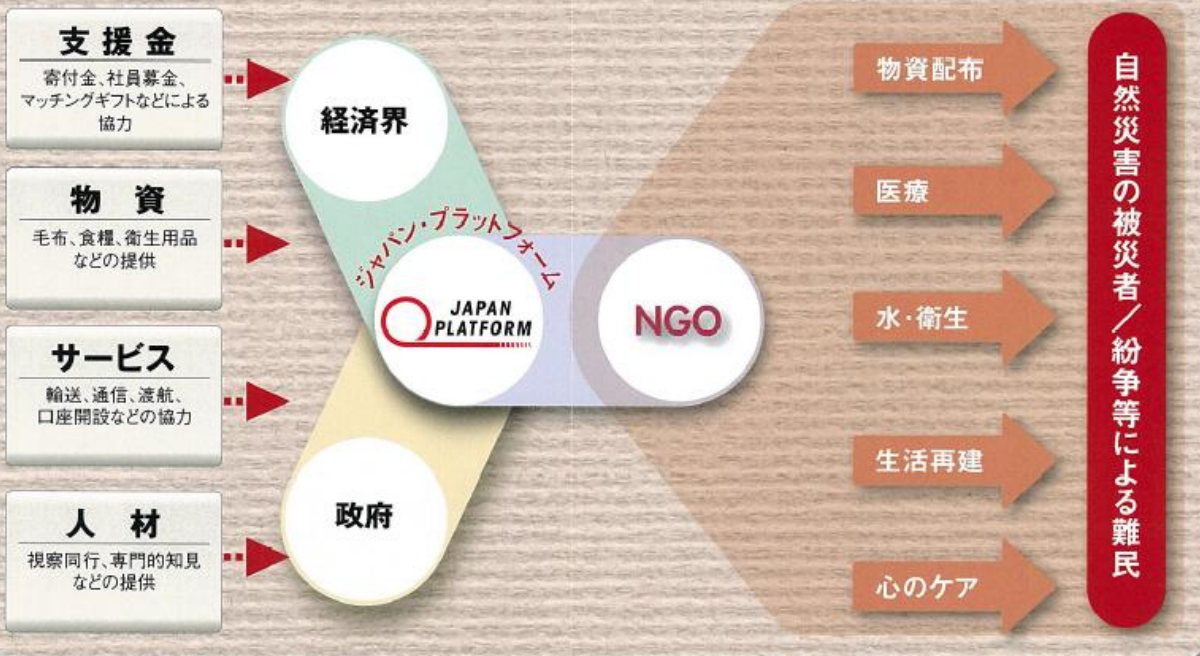 支援金
寄付金、社員募金、
マッチングギフトなどによる
協力
物資
毛布、食糧、衛生用品
などの提供
サービス
輸送、通信、渡航、
口座開設などの協力
人材
視察同行、専門的知見
などの提供
経済界
ジャパン・プラットフォーム
JAPAN
PLATFORM
NGO
政府
物資配布
医療
水・衛生
生活再建
心のケア
自然災害の被災者／紛争等による難民